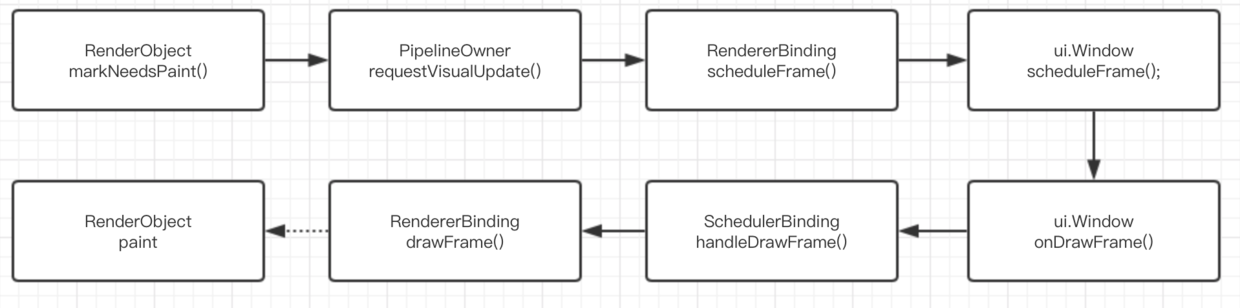 RenderObject
markNeedsPaint()
PipelineOwner
requestVisualUpdate()
RendererBinding
scheduleFrame()
ui.Window
scheduleFrame();
RenderObject
paint
RendererBinding
drawFrame()
SchedulerBinding
handleDrawFrame()
ui.Window
onDrawFrame()